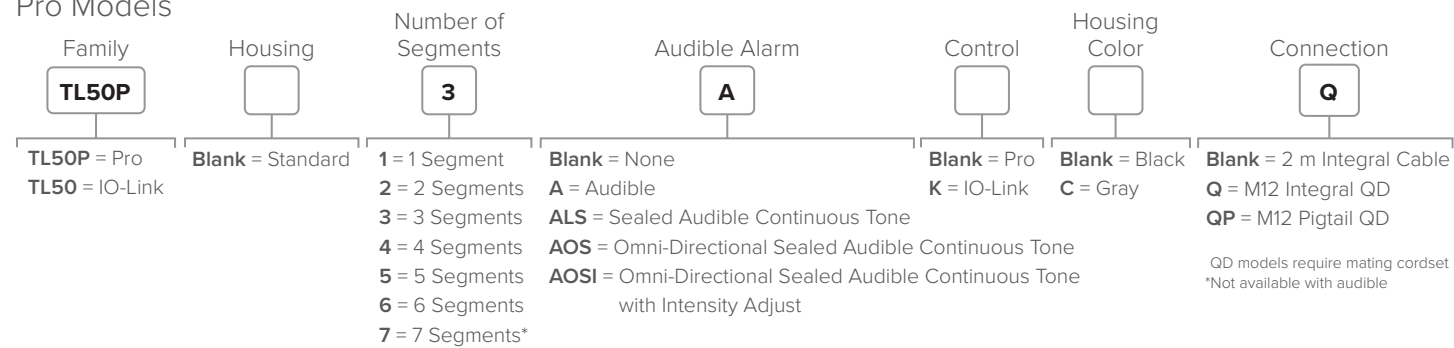 Pro Models
Family
Housing
Number of
Segments
Audible Alarm
Control
Housing
Color
Connection
TL50P
3
A
Q
TL50P = Pro
TL50 = IO-Link
Blank = Standard
1 = 1 Segment
2 = 2 Segments
3 = 3 Segments
4 = 4 Segments
5 = 5 Segments
6 = 6 Segments
7 = 7 Segments*
Blank = None
A = Audible
ALS = Sealed Audible Continuous Tone
AOS = Omni-Directional Sealed Audible Continuous Tone
AOSI = Omni-Directional Sealed Audible Continuous Tone
with Intensity Adjust
Blank = Pro
K = IO-Link
Blank = Black
C = Gray
Blank = 2 m Integral Cable
Q = M12 Integral QD
QP = M12 Pigtail QD
QD models require mating cordset
*Not available with audible